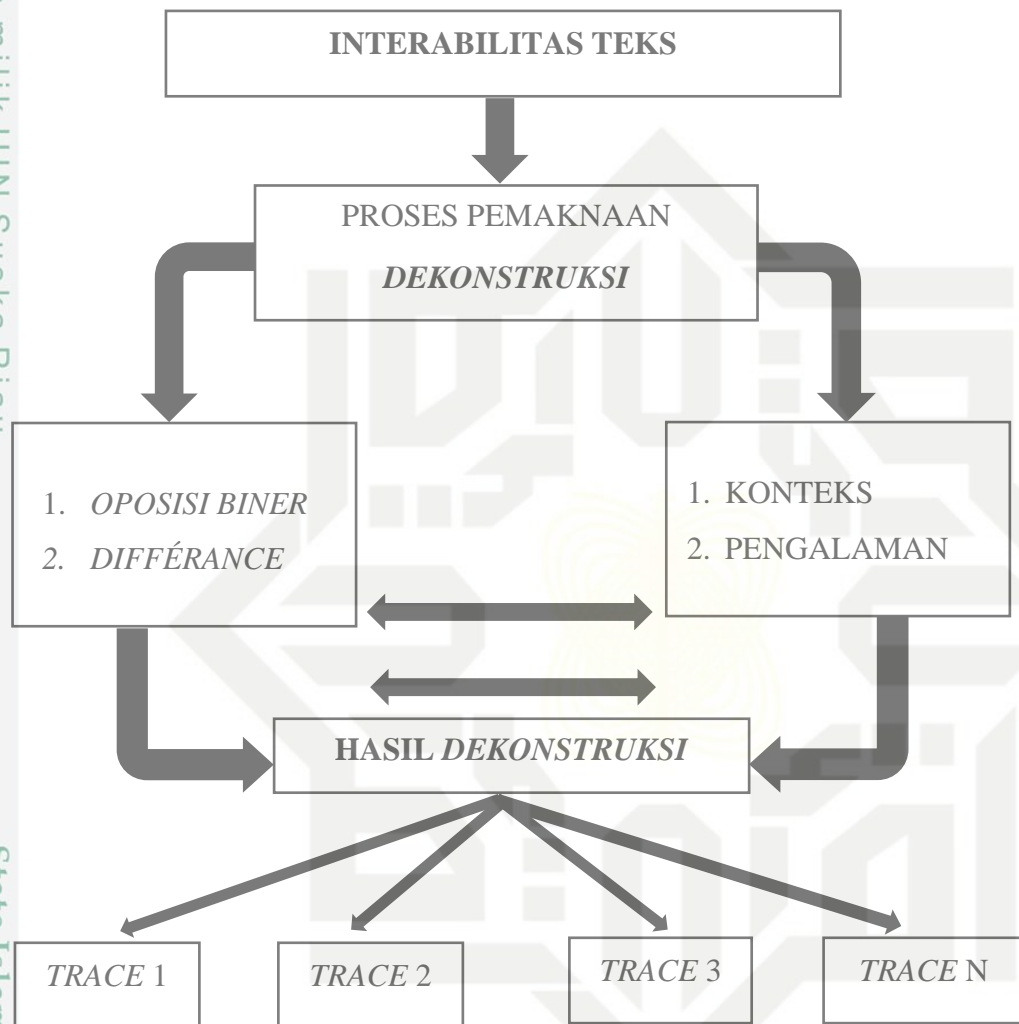 INTERABILITAS TEKS
PROSES PEMAKNAAN
DEKONSTRUKSI
1. OPOSISI BINER
2. DIFFÉRANCE
1. KONTEKS
2. PENGALAMAN
HASIL DEKONSTRUKSI
TRACE 1
TRACE 2
TRACE 3
TRACE N